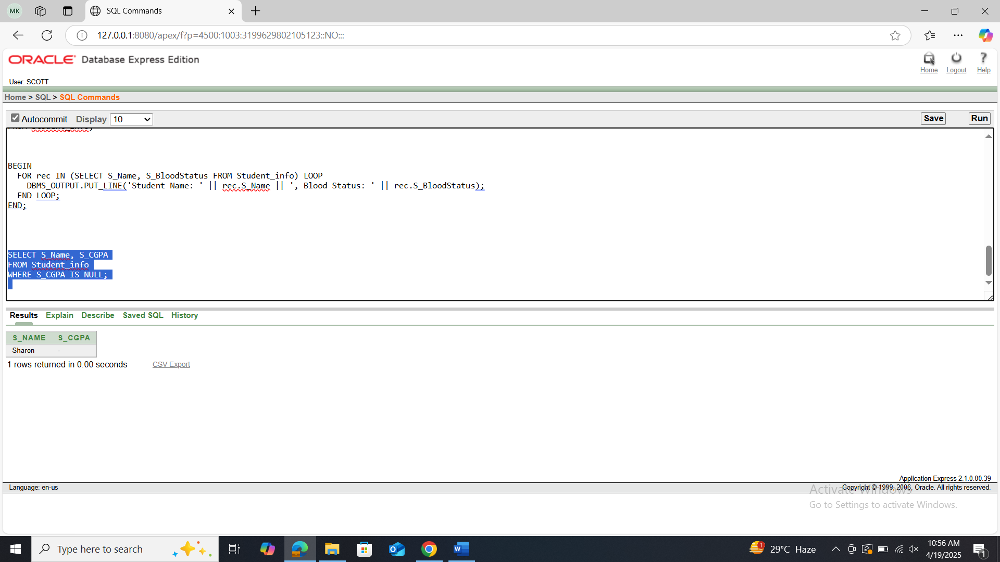 MK
SQL Commands
127.0.0.1:8080/apex/f?p=4500:1003:3199629802105123::NO:::
ORACLE Database Express Edition
Home Logout Help
User: SCOTT
Home > SQL > SQL Commands
Autocommit Display 10 Save Run
BEGIN
FOR rec IN (SELECT S_Name, S_BloodStatus FROM Student_info) LOOP
DBMS_OUTPUT.PUT_LINE('Student Name: ' || rec.S_Name || ', Blood Status: ' || rec.S_BloodStatus);
END LOOP;
END;
SELECT S_Name, S_CGPA
FROM Student_info
WHERE S_CGPA IS NULL;
Results Explain Describe Saved SQL History
S_NAME S_CGPA
Sharon -
1 rows returned in 0.00 seconds CSV Export
Application Express 2.1.0.00.39
Language: en-us Copyright © 1999, 2006, Oracle. All rights reserved.
Activate Windows
Go to Settings to activate Windows.
Type here to search
1 29°C Haze
10:56 AM
4/19/2025
1